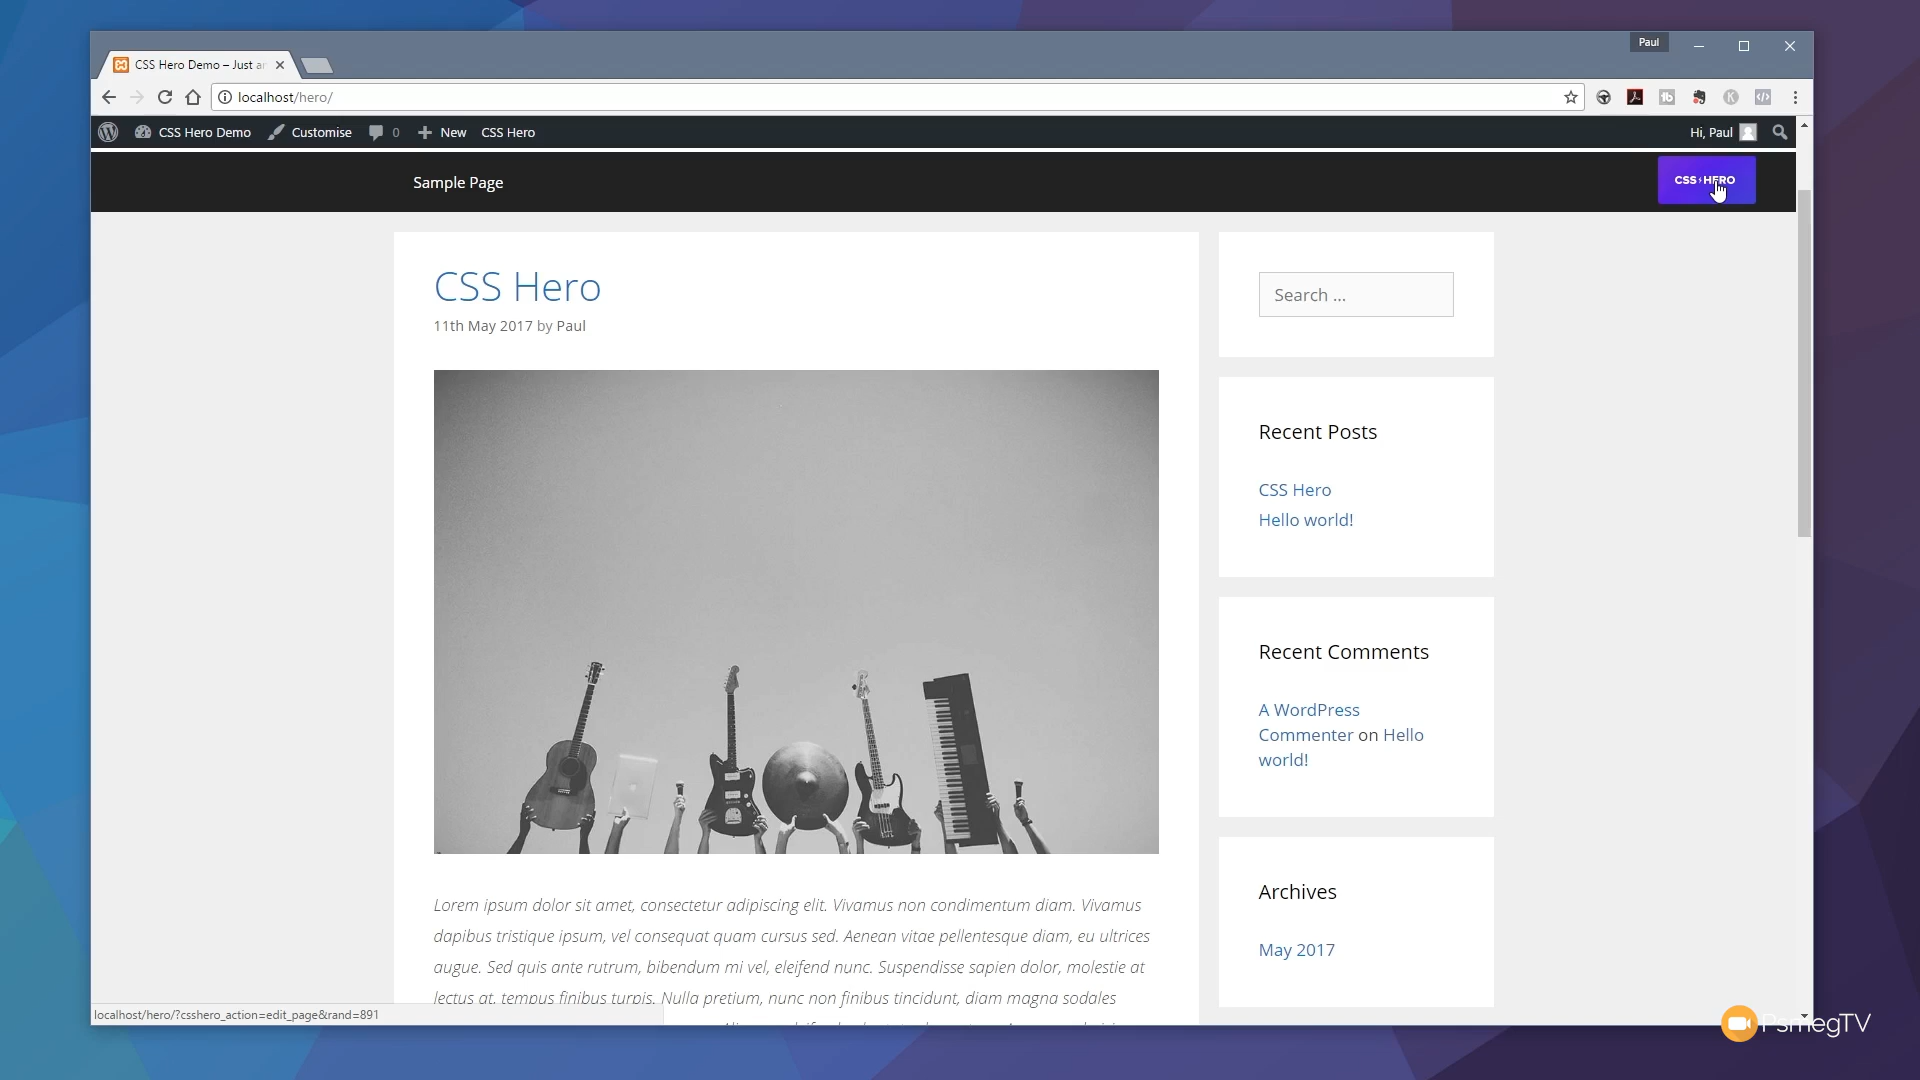 Paul
CSS Hero Demo – Just an
localhost/hero/
CSS Hero Demo Customise 0 New CSS Hero Hi, Paul
Sample Page
CSS HERO
CSS Hero
11th May 2017 by Paul
Search ...
Recent Posts
CSS Hero
Hello world!
Recent Comments
A WordPress
Commenter on Hello
world!
Archives
May 2017
Lorem ipsum dolor sit amet, consectetur adipiscing elit. Vivamus non condimentum diam. Vivamus
dapibus tristique ipsum, vel consequat quam cursus sed. Aenean vitae pellentesque diam, eu ultrices
augue. Sed quis ante rutrum, bibendum mi vel, eleifend nunc. Suspendisse sapien dolor, molestie at
lectus at, tempus finibus turpis. Nulla pretium, nunc non finibus tincidunt, diam magna sodales
localhost/hero/?csshero_action=edit_page&rand=891
PsmegTV